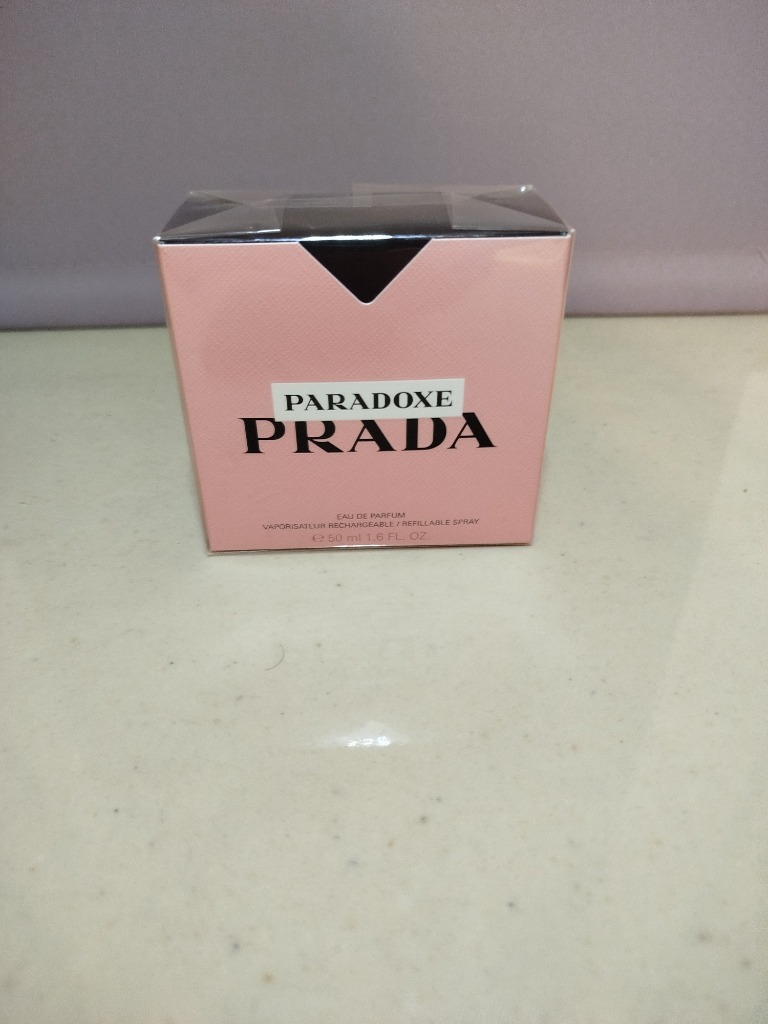 PARADOXE
PRADA
EAU DE PARFUM
VAPORISATEUR RECHARGEABLE / REFILLABLE SPRAY
℮ 50 ml 1.6 FL. OZ.